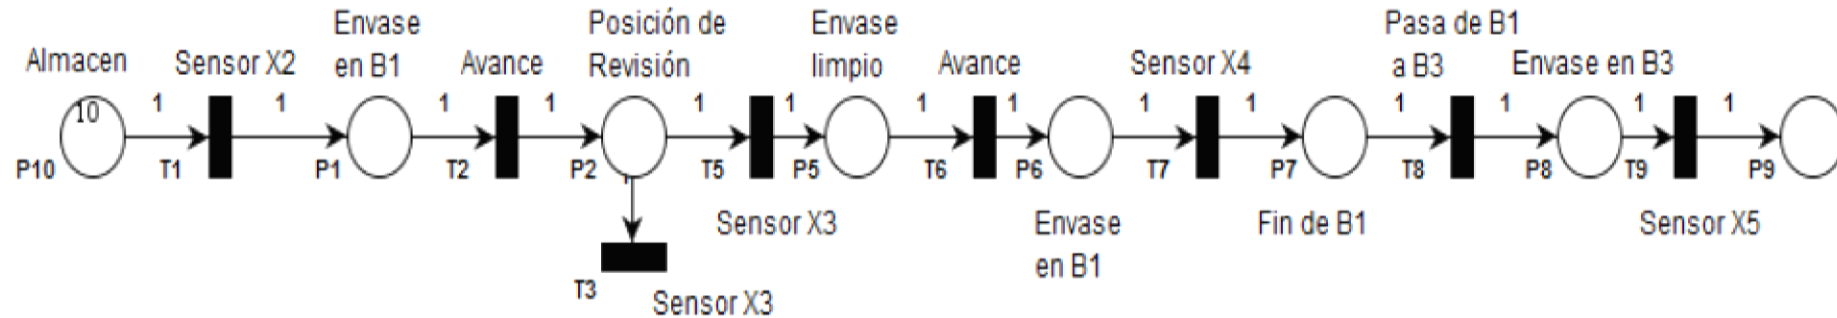 Almacen
10
P10
1
Sensor X2
T1
1
Envase
en B1
P1
1
Avance
T2
1
Posición de
Revisión
P2
1
T3
Sensor X3
1
T5
Sensor X3
1
Envase
limpio
P5
1
Avance
T6
1
P6
Envase
en B1
1
Sensor X4
T7
1
P7
Fin de B1
1
Pasa de B1
a B3
T8
1
Envase en B3
P8
1
T9
Sensor X5
1
P9